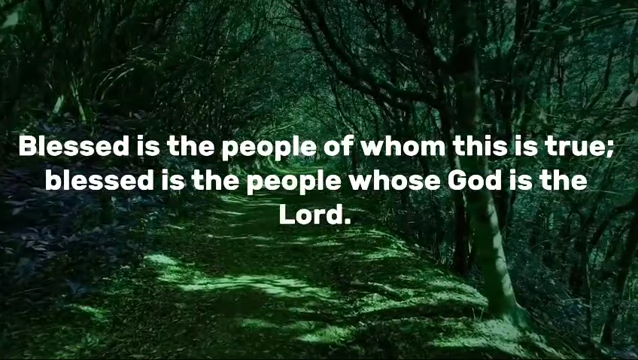 Blessed is the people of whom this is true;
blessed is the people whose God is the
Lord.